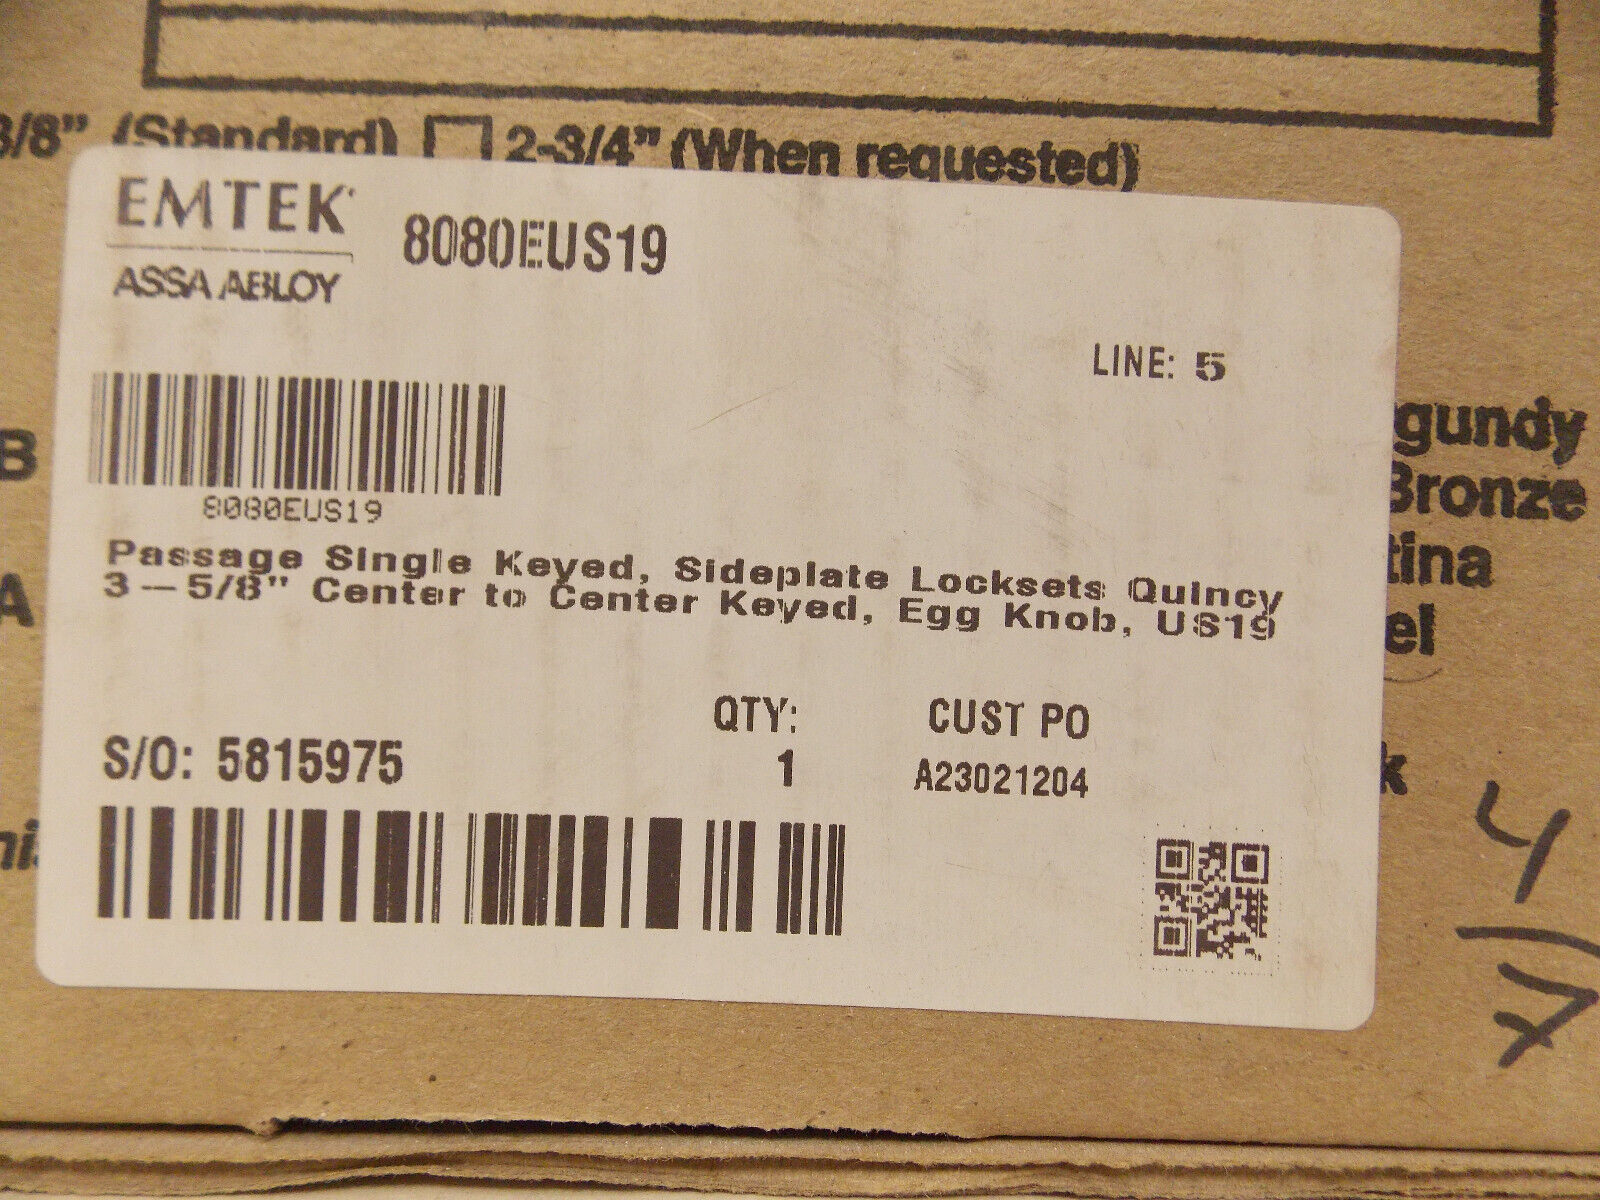 3/8" (Standard) 2-3/4" (When requested)
EMTEK
ASSA ABLOY
8080EUS19
LINE: 5
8080EUS19
Passage Single Keyed, Sideplate Locksets Quincy
3-5/8" Center to Center Keyed, Egg Knob, US19
QTY:
1
CUST PO
A23021204
S/O: 5815975
B
A
gundy
Bronze
tina
el
k
4
7